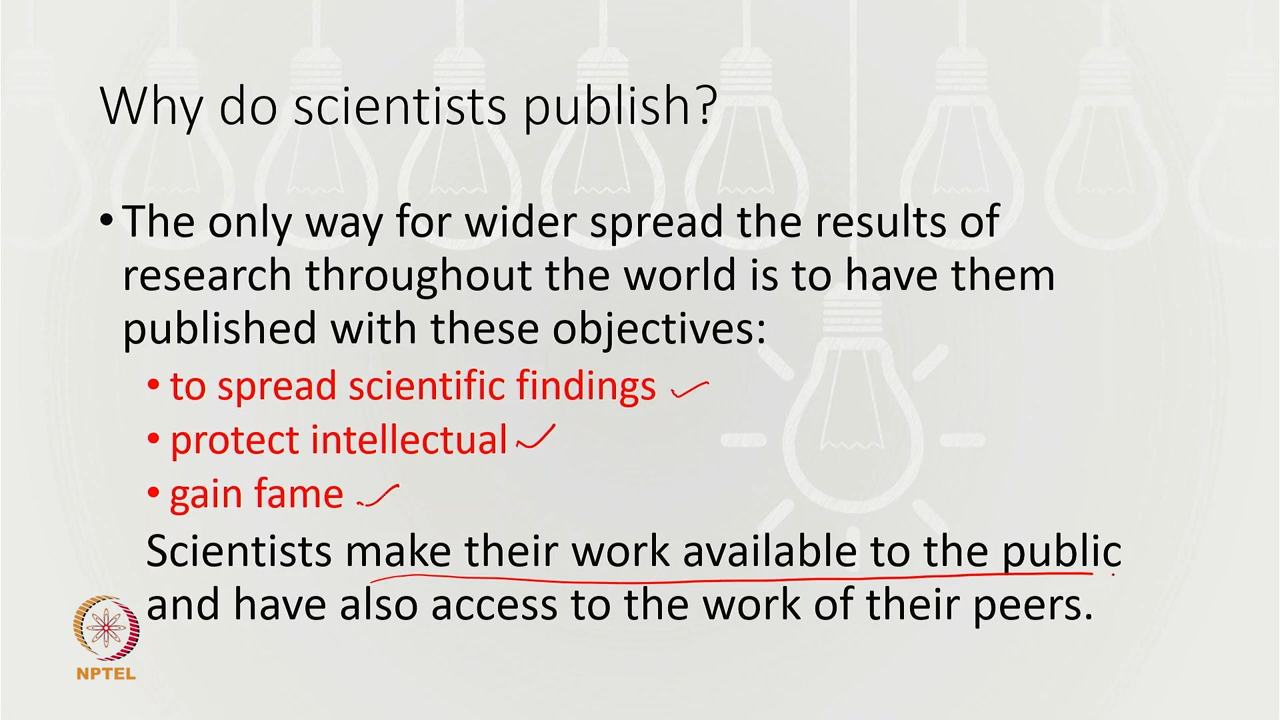 Why do scientists publish?
• The only way for wider spread the results of
research throughout the world is to have them
published with these objectives:
• to spread scientific findings
• protect intellectual
• gain fame
Scientists make their work available to the public
and have also access to the work of their peers.
NPTEL